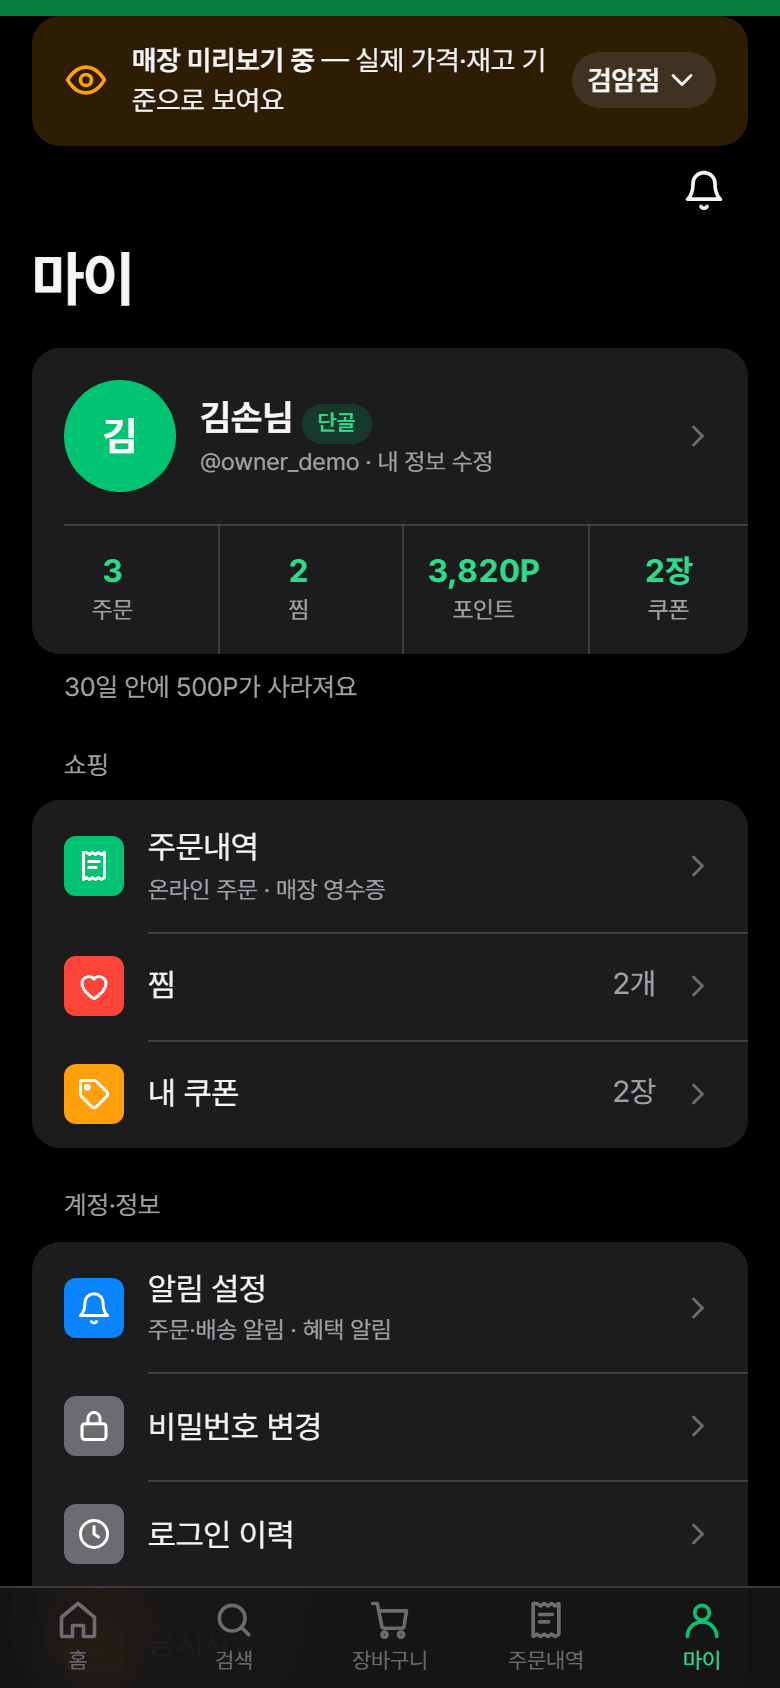 매장 미리보기 중 — 실제 가격·재고 기
준으로 보여요
검암점
마이
김
김손님 단골
@owner_demo · 내 정보 수정
3
주문
2
찜
3,820P
포인트
2장
쿠폰
30일 안에 500P가 사라져요
쇼핑
주문내역
온라인 주문 · 매장 영수증
찜
2개
내 쿠폰
2장
계정·정보
알림 설정
주문·배송 알림 · 혜택 알림
비밀번호 변경
로그인 이력
공지사항
홈
검색
장바구니
주문내역
마이